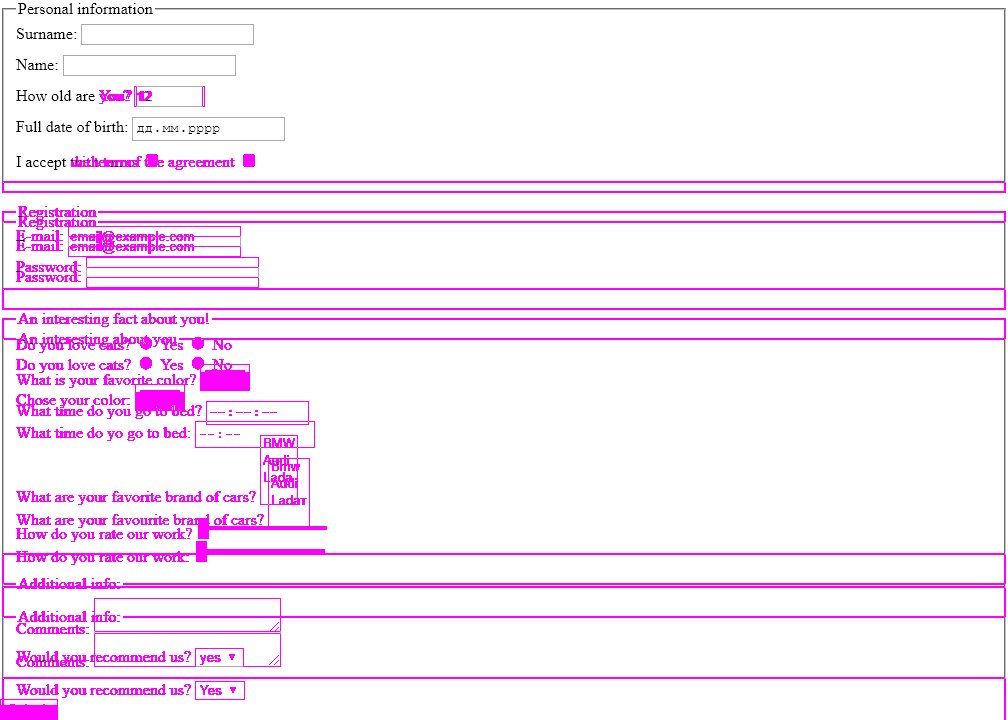 Personal information
Surname:
Name:
How old are You? 12
Full date of birth: дд.мм.рррр
I accept the agreement
Registration
Registration
E-mail: email@example.com
E-mail: email@example.com
Password:
Password:
An interesting fact about you!
An interesting about you
Do you love cats? Yes No
Do you love cats? Yes No
What is your favorite color?
Chose your color:
What time do you go to bed? --:--:--
What time do yo go to bed: --:--
BMW
Audi
Lada
Bmw
Audi
Lada
What are your favorite brand of cars?
What are your favourite brand of cars?
How do you rate our work?
How do you rate our work:
Additional info:
Additional info:
Comments:
Would you recommend us? yes
Comments:
Would you recommend us? Yes